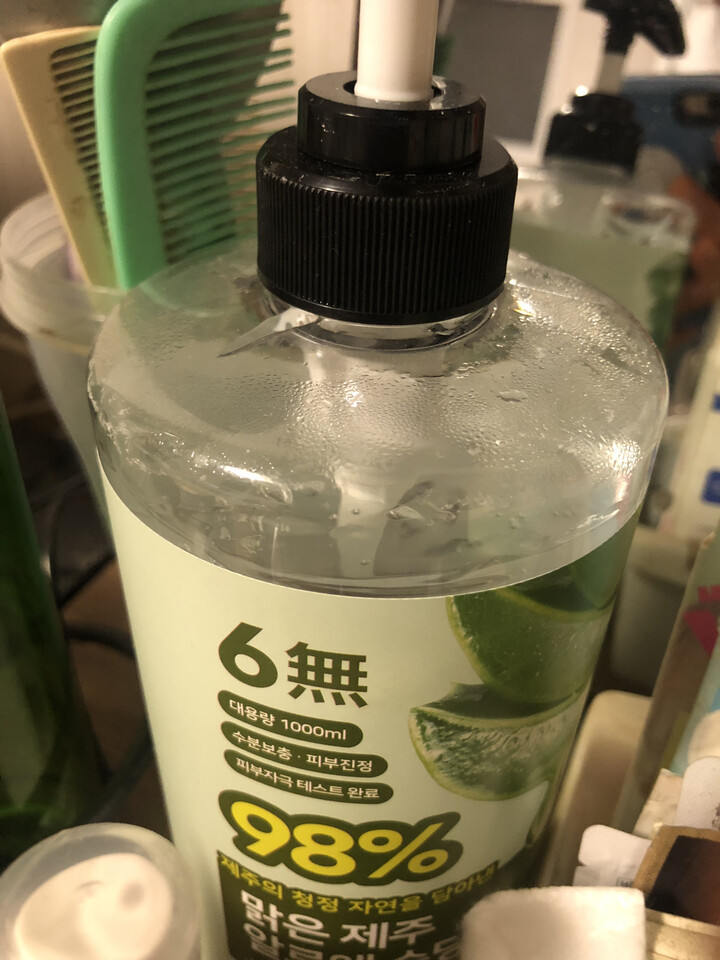 6無
대용량 1000ml
수분보충 · 피부진정
피부자극 테스트 완료
98%
제주의 청정 자연을 담아낸
맑은 제주